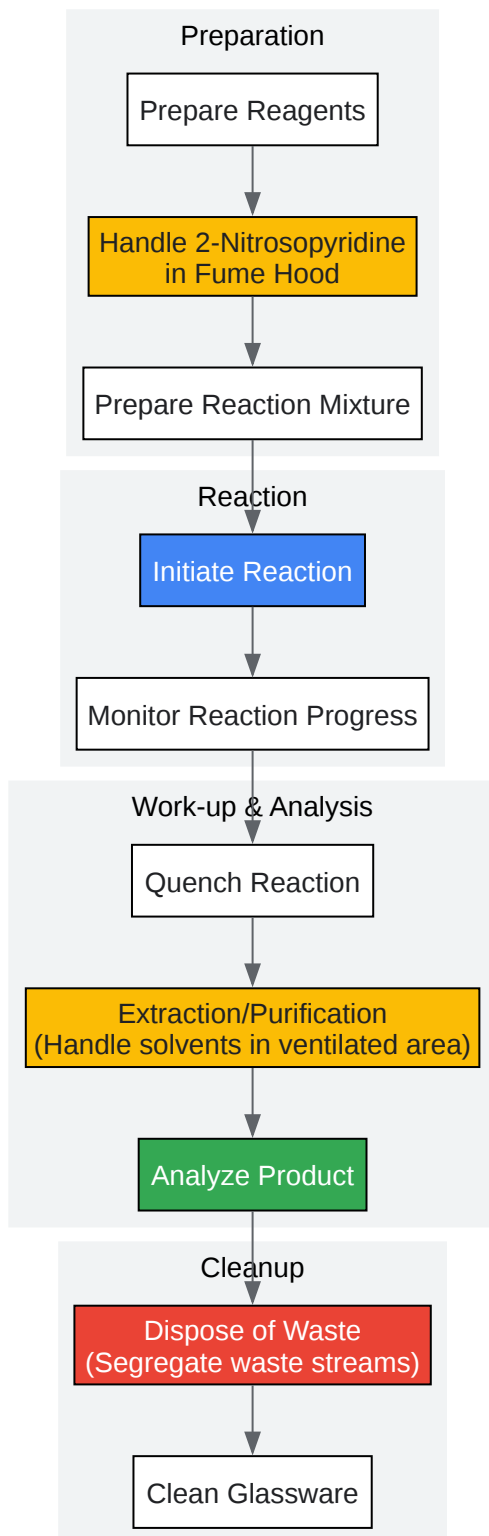 Preparation
Prepare Reagents
Handle 2-Nitrosopyridine
in Fume Hood
Prepare Reaction Mixture
Reaction
Initiate Reaction
Monitor Reaction Progress
Work-up & Analysis
Quench Reaction
Extraction/Purification
(Handle solvents in ventilated area)
Analyze Product
Cleanup
Dispose of Waste
(Segregate waste streams)
Clean Glassware